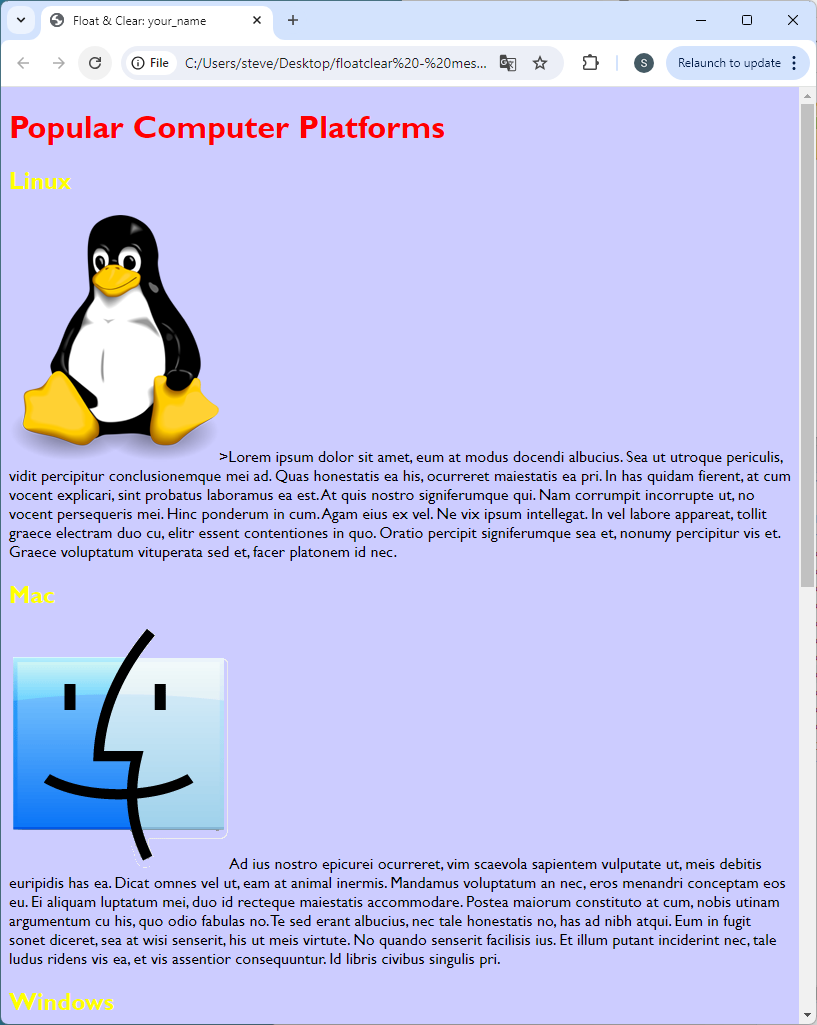 Float & Clear: your_name
File
C:/Users/steve/Desktop/floatclear%20-%20mes...
S
Relaunch to update
Popular Computer Platforms
Linux
>Lorem ipsum dolor sit amet, eum at modus docendi albucius. Sea ut utroque periculis,
vidit percipitur conclusionemque mei ad. Quas honestatis ea his, ocurreret maiestatis ea pri. In has quidam fierent, at cum
vocent explicari, sint probatus laboramus ea est. At quis nostro signiferumque qui. Nam corrumpit incorrupte ut, no
vocent persequeris mei. Hinc ponderum in cum. Agam eius ex vel. Ne vix ipsum intellegat. In vel labore appareat, tollit
graece electram duo cu, elitr essent contentiones in quo. Oratio percipit signiferumque sea et, nonumy percipitur vis et.
Graece voluptatum vituperata sed et, facer platonem id nec.
Mac
Ad ius nostro epicurei ocurreret, vim scaevola sapientem vulputate ut, meis debitis
euripidis has ea. Dicat omnes vel ut, eam at animal inermis. Mandamus voluptatum an nec, eros menandri conceptam eos
eu. Ei aliquam luptatum mei, duo id recteque maiestatis accommodare. Postea maiorum constituto at cum, nobis utinam
argumentum cu his, quo odio fabulas no. Te sed erant albucius, nec tale honestatis no, has ad nibh atqui. Eum in fugit
sonet diceret, sea at wisi senserit, his ut meis virtute. No quando senserit facilisis ius. Et illum putant inciderint nec, tale
ludus ridens vis ea, et vis assentior consequuntur. Id libris civibus singulis pri.
Windows